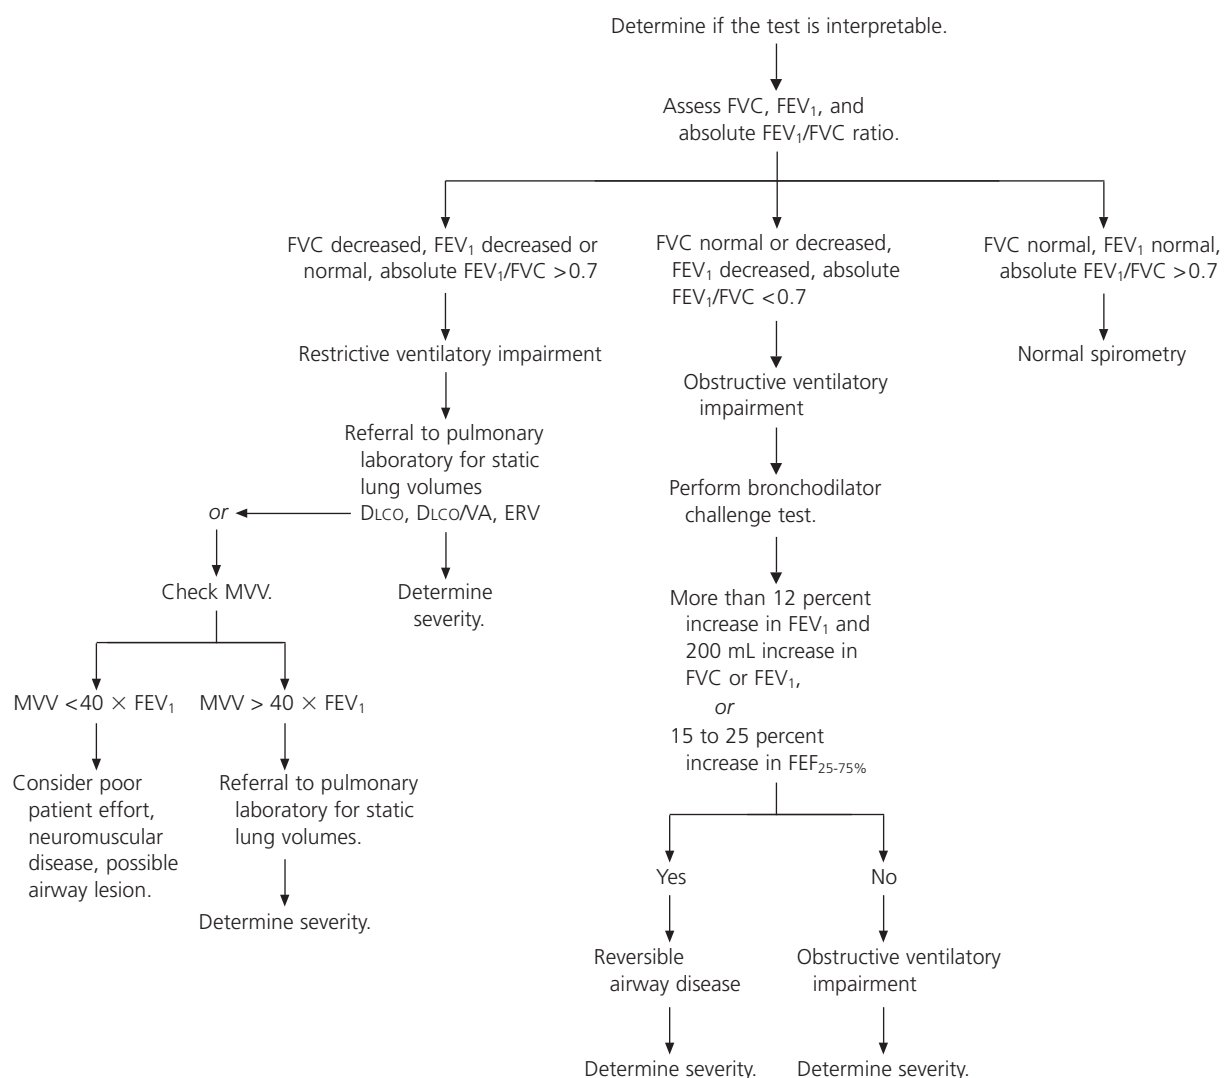 Determine if the test is interpretable.
Assess FVC, FEV₁, and
absolute FEV₁/FVC ratio.
FVC decreased, FEV₁ decreased or
normal, absolute FEV₁/FVC >0.7
Restrictive ventilatory impairment
Referral to pulmonary
laboratory for static
lung volumes
DLCO, DLCO/VA, ERV
or
Check MVV.
MVV <40 × FEV₁
Consider poor
patient effort,
neuromuscular
disease, possible
airway lesion.
MVV > 40 × FEV₁
Referral to pulmonary
laboratory for static
lung volumes.
Determine severity.
Determine
severity.
FVC normal or decreased,
FEV₁ decreased, absolute
FEV₁/FVC <0.7
Obstructive ventilatory
impairment
Perform bronchodilator
challenge test.
More than 12 percent
increase in FEV₁ and
200 mL increase in
FVC or FEV₁,
or
15 to 25 percent
increase in FEF₂₅₋₇₅%
Yes
Reversible
airway disease
Determine severity.
No
Obstructive ventilatory
impairment
Determine severity.
FVC normal, FEV₁ normal,
absolute FEV₁/FVC >0.7
Normal spirometry